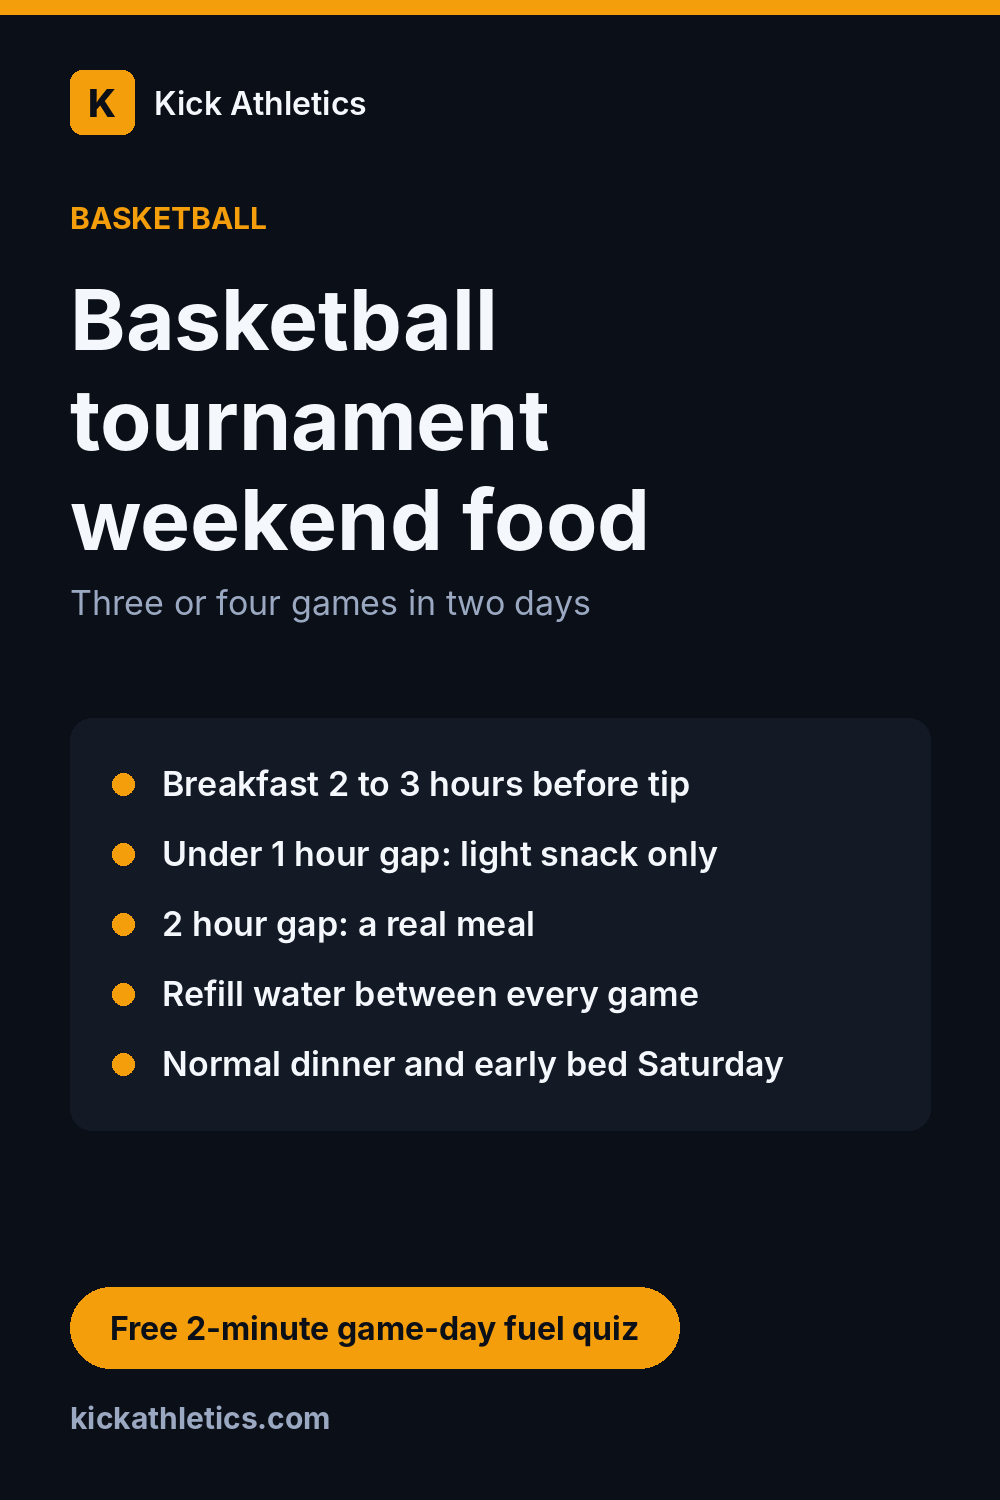 K
Kick Athletics
BASKETBALL
Basketball
tournament
weekend food
Three or four games in two days
Breakfast 2 to 3 hours before tip
Under 1 hour gap: light snack only
2 hour gap: a real meal
Refill water between every game
Normal dinner and early bed Saturday
Free 2-minute game-day fuel quiz
kickathletics.com